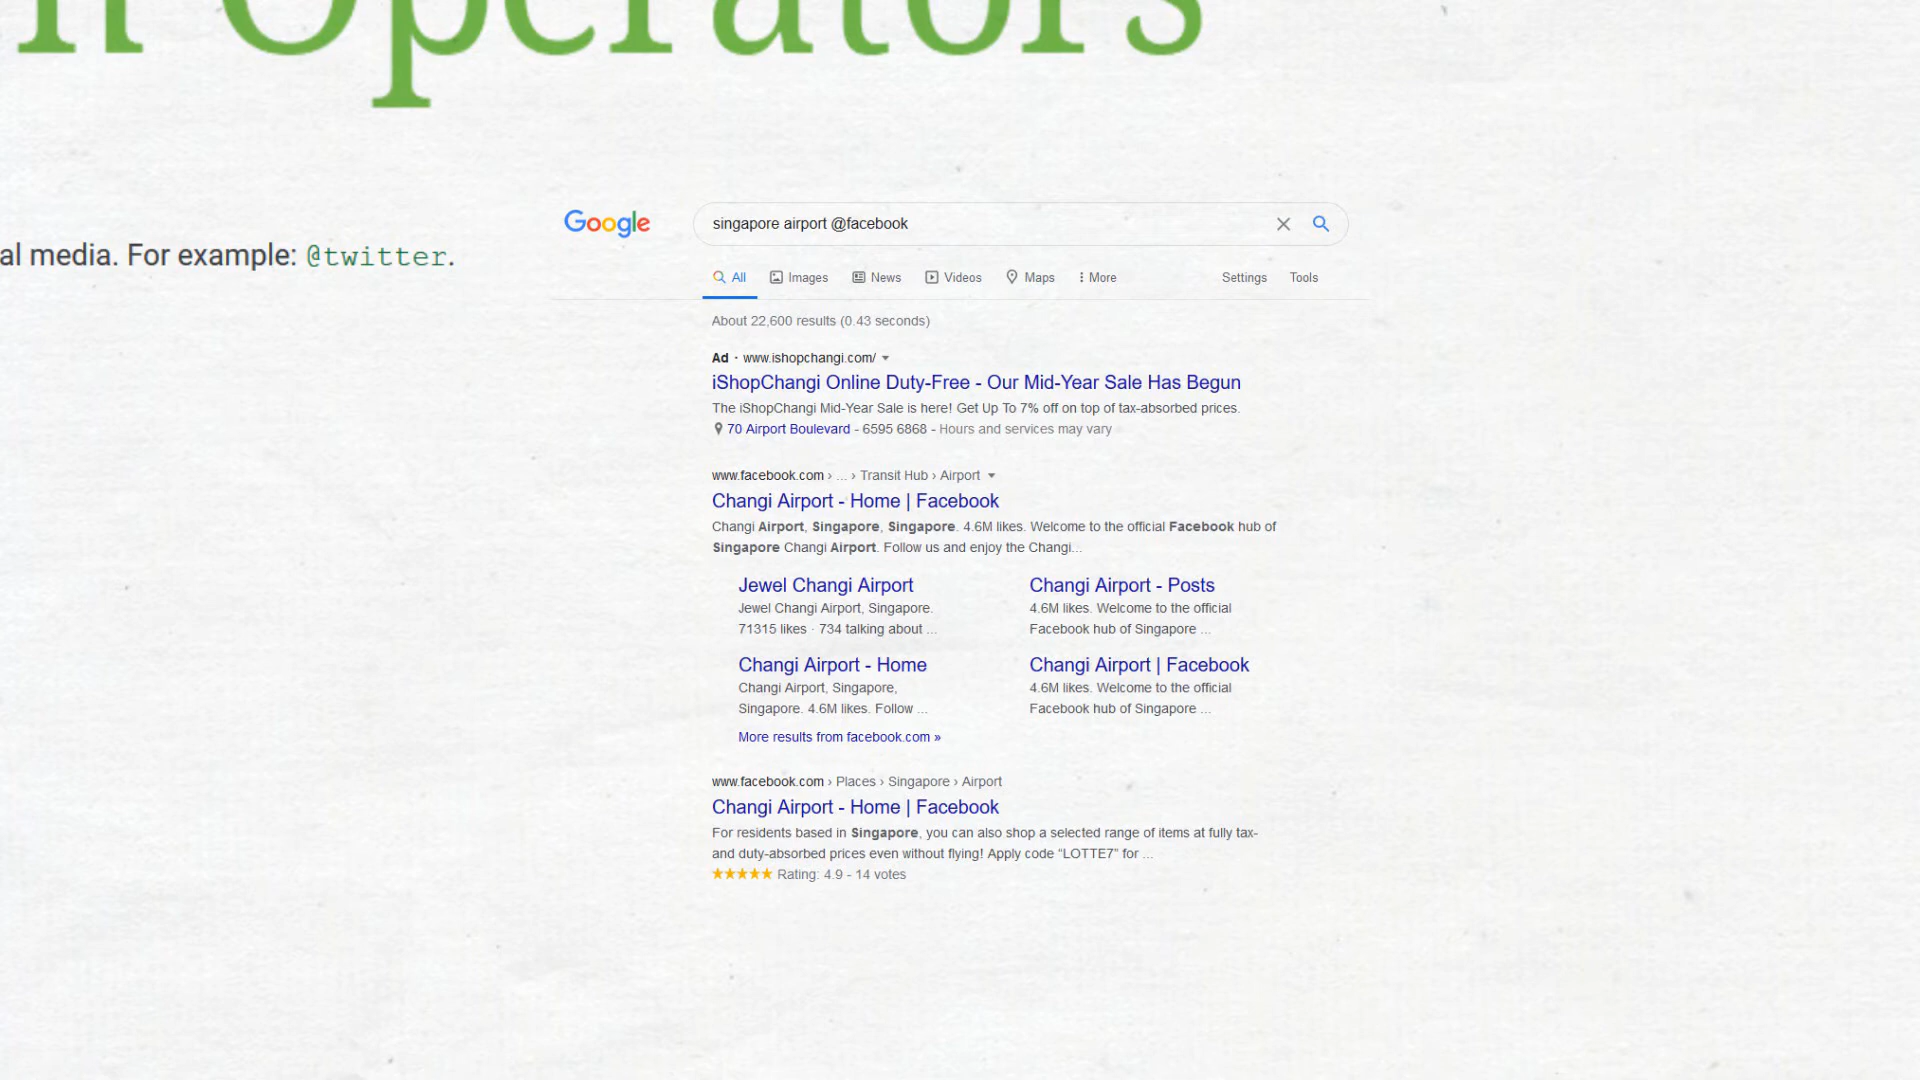 n Operators
al media. For example: @twitter.
Google
singapore airport @facebook
All Images News Videos Maps More Settings Tools
About 22,600 results (0.43 seconds)
Ad · www.ishopchangi.com/
iShopChangi Online Duty-Free - Our Mid-Year Sale Has Begun
The iShopChangi Mid-Year Sale is here! Get Up To 7% off on top of tax-absorbed prices.
70 Airport Boulevard - 6595 6868 - Hours and services may vary
www.facebook.com › ... › Transit Hub › Airport
Changi Airport - Home | Facebook
Changi Airport, Singapore, Singapore. 4.6M likes. Welcome to the official Facebook hub of
Singapore Changi Airport. Follow us and enjoy the Changi...
Jewel Changi Airport
Jewel Changi Airport, Singapore.
71315 likes · 734 talking about ...
Changi Airport - Posts
4.6M likes. Welcome to the official
Facebook hub of Singapore ...
Changi Airport - Home
Changi Airport, Singapore,
Singapore. 4.6M likes. Follow ...
Changi Airport | Facebook
4.6M likes. Welcome to the official
Facebook hub of Singapore ...
More results from facebook.com »
www.facebook.com › Places › Singapore › Airport
Changi Airport - Home | Facebook
For residents based in Singapore, you can also shop a selected range of items at fully tax-
and duty-absorbed prices even without flying! Apply code “LOTTE7” for ...
Rating: 4.9 - 14 votes